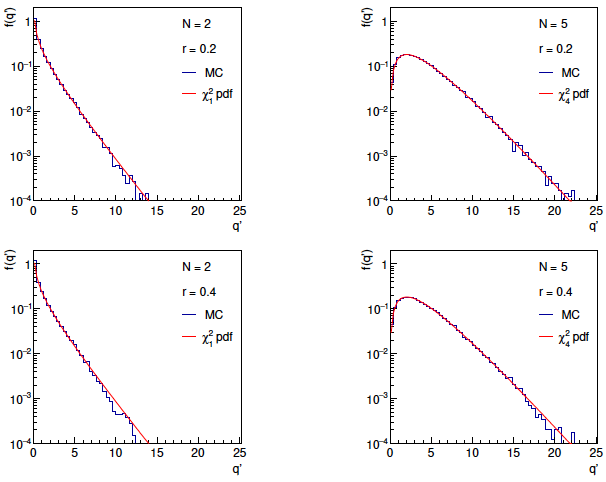 f(q')
1
10⁻¹
10⁻²
10⁻³
10⁻⁴
N = 2
r = 0.2
MC
χ²₁ pdf
0 5 10 15 20 25
q'
f(q')
1
10⁻¹
10⁻²
10⁻³
10⁻⁴
N = 5
r = 0.2
MC
χ²₄ pdf
0 5 10 15 20 25
q'
f(q')
1
10⁻¹
10⁻²
10⁻³
10⁻⁴
N = 2
r = 0.4
MC
χ²₁ pdf
0 5 10 15 20 25
q'
f(q')
1
10⁻¹
10⁻²
10⁻³
10⁻⁴
N = 5
r = 0.4
MC
χ²₄ pdf
0 5 10 15 20 25
q'